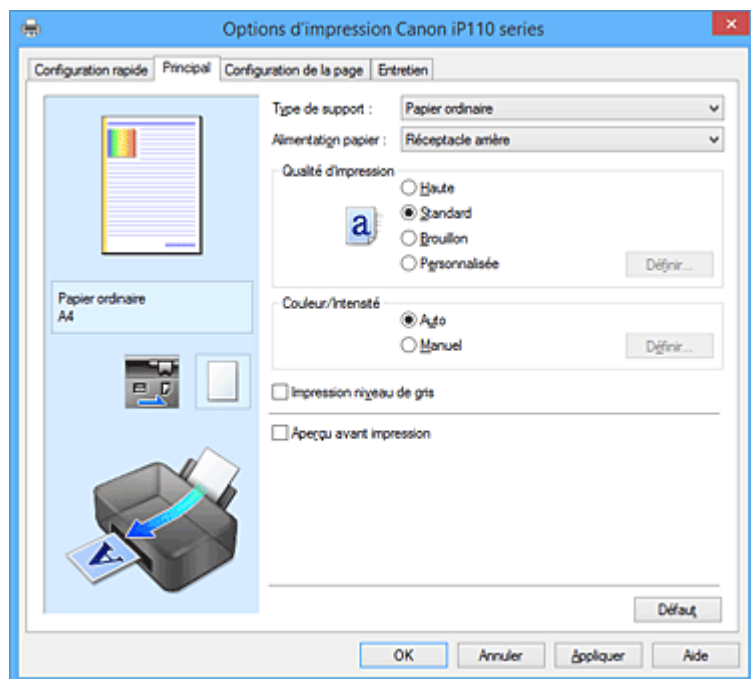 Options d'impression Canon iP110 series
Configuration rapide Principal Configuration de la page Entretien
Type de support : Papier ordinaire
Alimentation papier : Réceptacle arrière
Qualité d'impression
Haute
a Standard
Brouillon
Personnalisée Définir...
Papier ordinaire
A4
Couleur/Intensité
Auto
Manuel Définir...
Impression niveau de gris
Aperçu avant impression
A
Défaut
OK Annuler Appliquer Aide